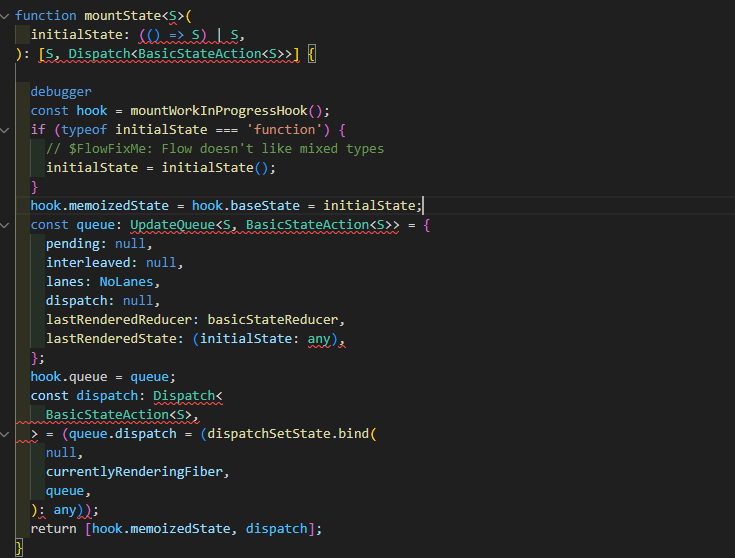 function mountState<S>(
  initialState: (() => S) | S,
): [S, Dispatch<BasicStateAction<S>>] {
  debugger
  const hook = mountWorkInProgressHook();
  if (typeof initialState === 'function') {
    // $FlowFixMe: Flow doesn't like mixed types
    initialState = initialState();
  }
  hook.memoizedState = hook.baseState = initialState;
  const queue: UpdateQueue<S, BasicStateAction<S>> = {
    pending: null,
    interleaved: null,
    lanes: NoLanes,
    dispatch: null,
    lastRenderedReducer: basicStateReducer,
    lastRenderedState: (initialState: any),
  };
  hook.queue = queue;
  const dispatch: Dispatch<
    BasicStateAction<S>,
  > = (queue.dispatch = (dispatchSetState.bind(
    null,
    currentlyRenderingFiber,
    queue,
  ): any));
  return [hook.memoizedState, dispatch];
}